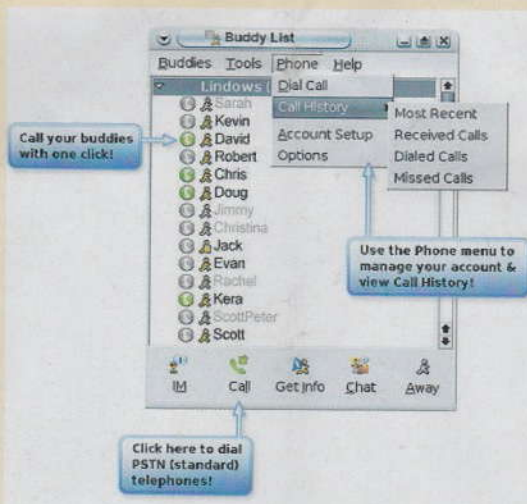 Buddy List
Buddies Tools Phone Help
Lindows (
Dial Call
Call History
Account Setup
Options
Most Recent
Received Calls
Dialed Calls
Missed Calls
Sarah
Kevin
David
Robert
Chris
Doug
Jimmy
Christina
Jack
Evan
Rachel
Kera
ScottPeter
Scott
Call your buddies
with one click!
Use the Phone menu to
manage your account &
view Call History!
IM Call Get Info Chat Away
Click here to dial
PSTN (standard)
telephones!